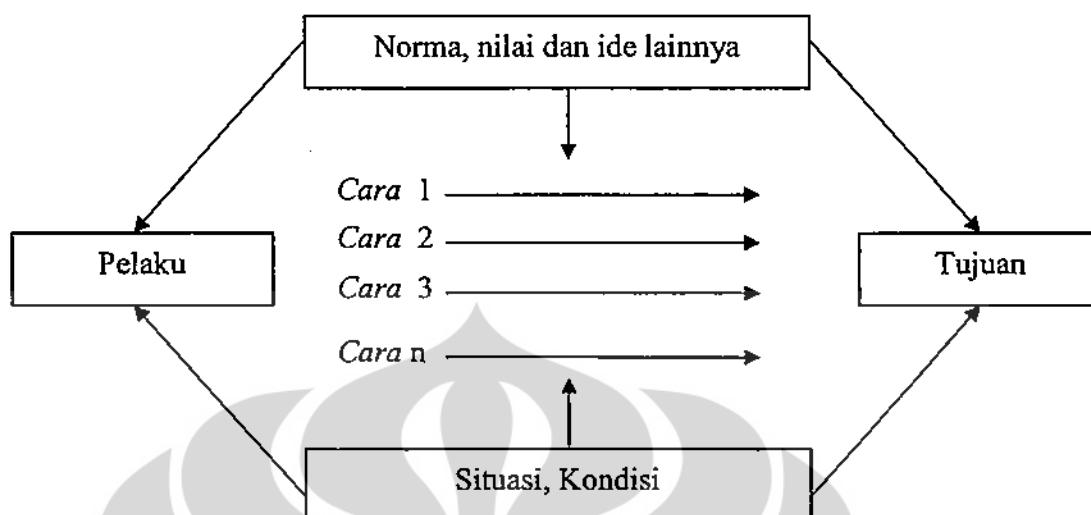 Norma, nilai dan ide lainnya
Cara 1
Cara 2
Pelaku
Tujuan
Cara 3
Cara n
Situasi, Kondisi